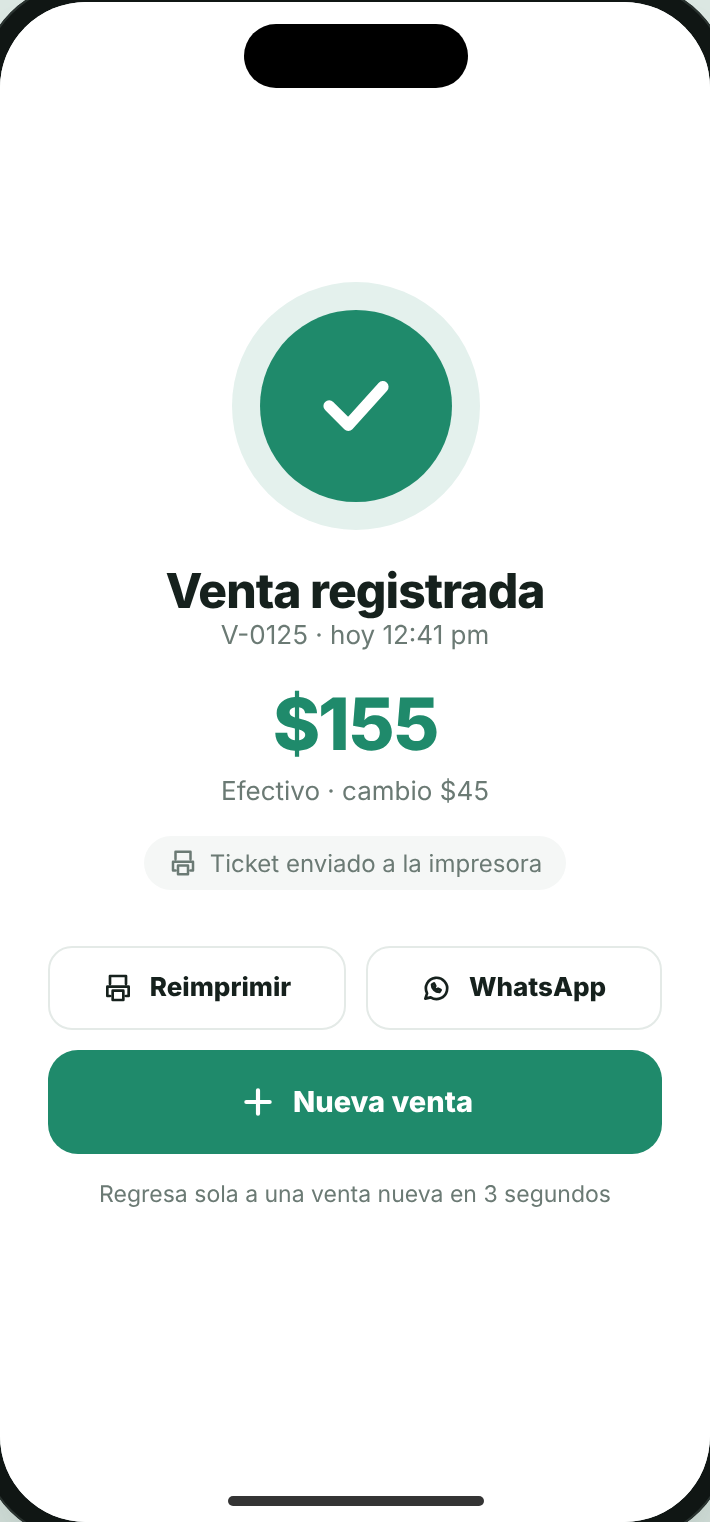 Venta registrada
V-0125 · hoy 12:41 pm
$155
Efectivo · cambio $45
Ticket enviado a la impresora
Reimprimir
WhatsApp
Nueva venta
Regresa sola a una venta nueva en 3 segundos